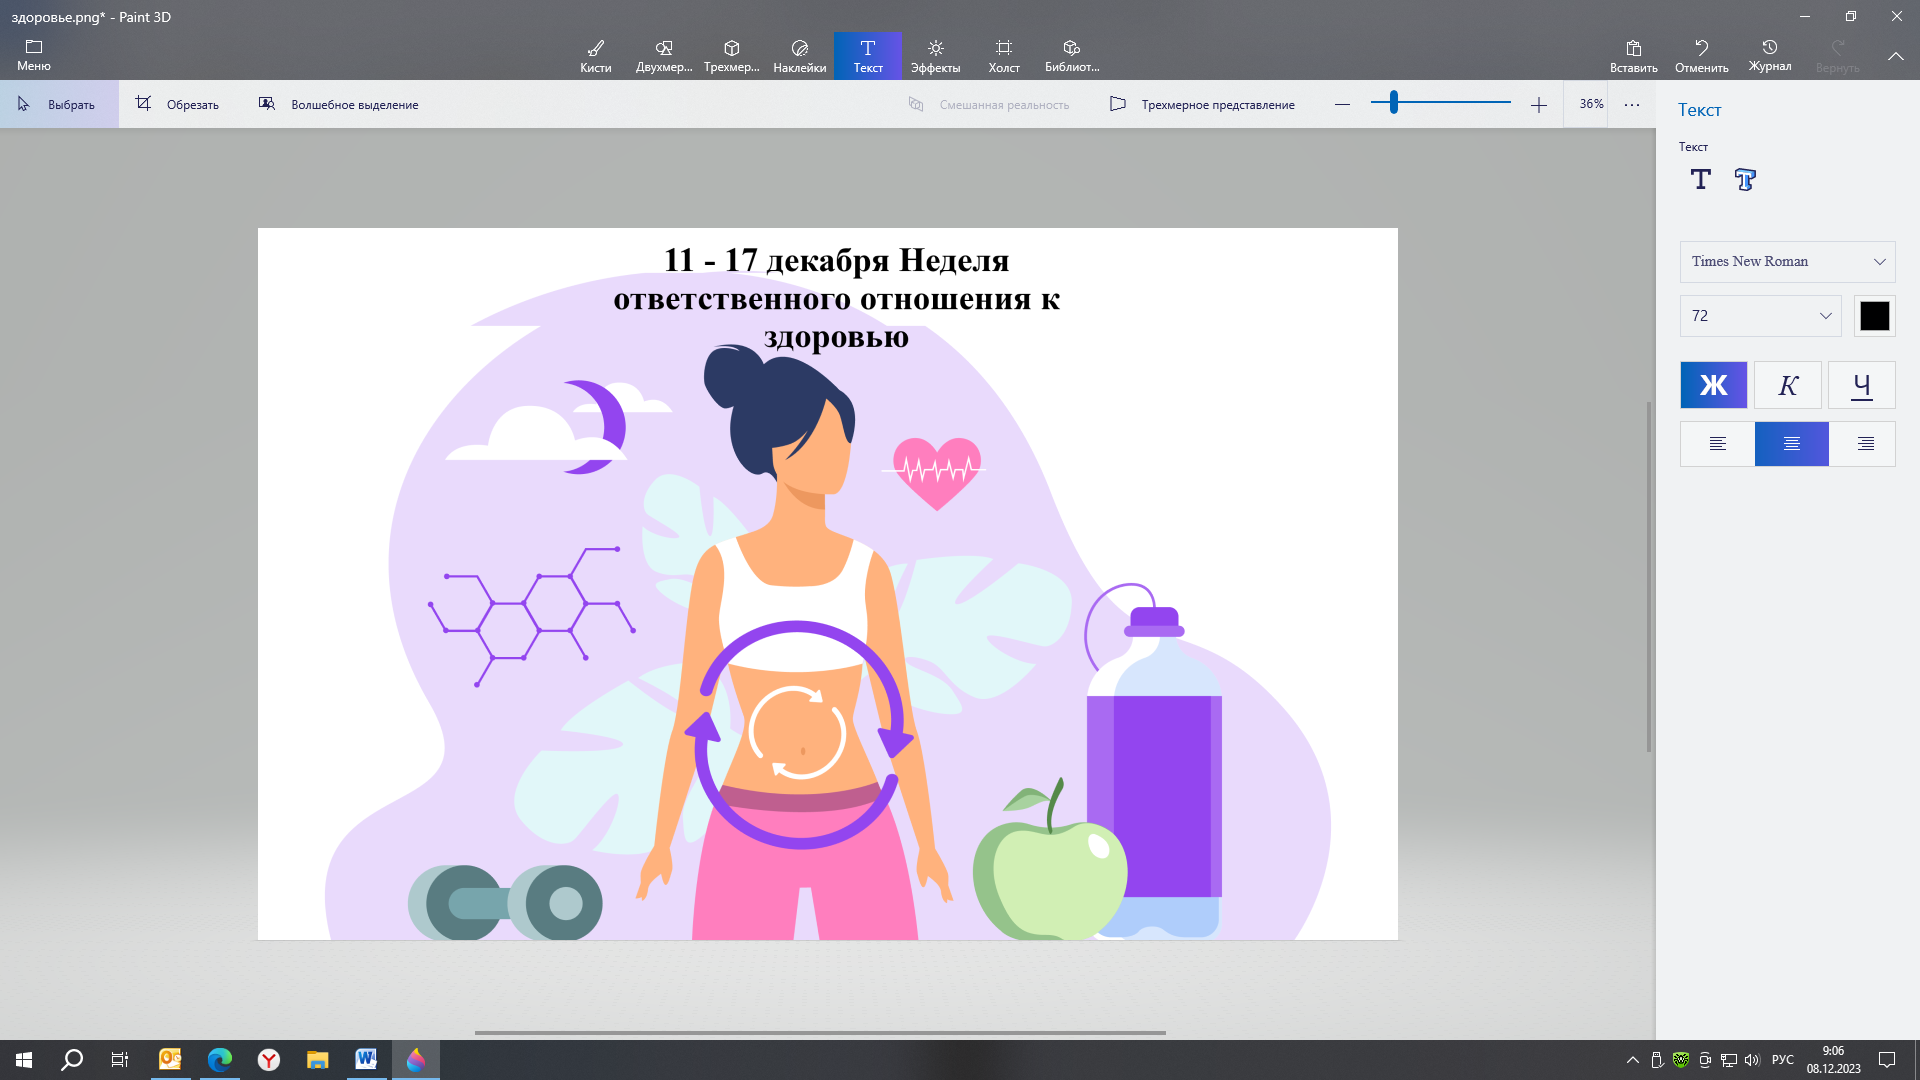 здоровье.png* - Paint 3D
Меню
Кисти
Двухмер...
Трехмер...
Наклейки
Текст
Эффекты
Холст
Библиот...
Вставить
Отменить
Журнал
Вернуть
Выбрать
Обрезать
Волшебное выделение
Смешанная реальность
Трехмерное представление
36%
Текст
Текст
Times New Roman
72
Ж
К
Ч
11 - 17 декабря Неделя
ответственного отношения к
здоровью
РУС
9:06
08.12.2023